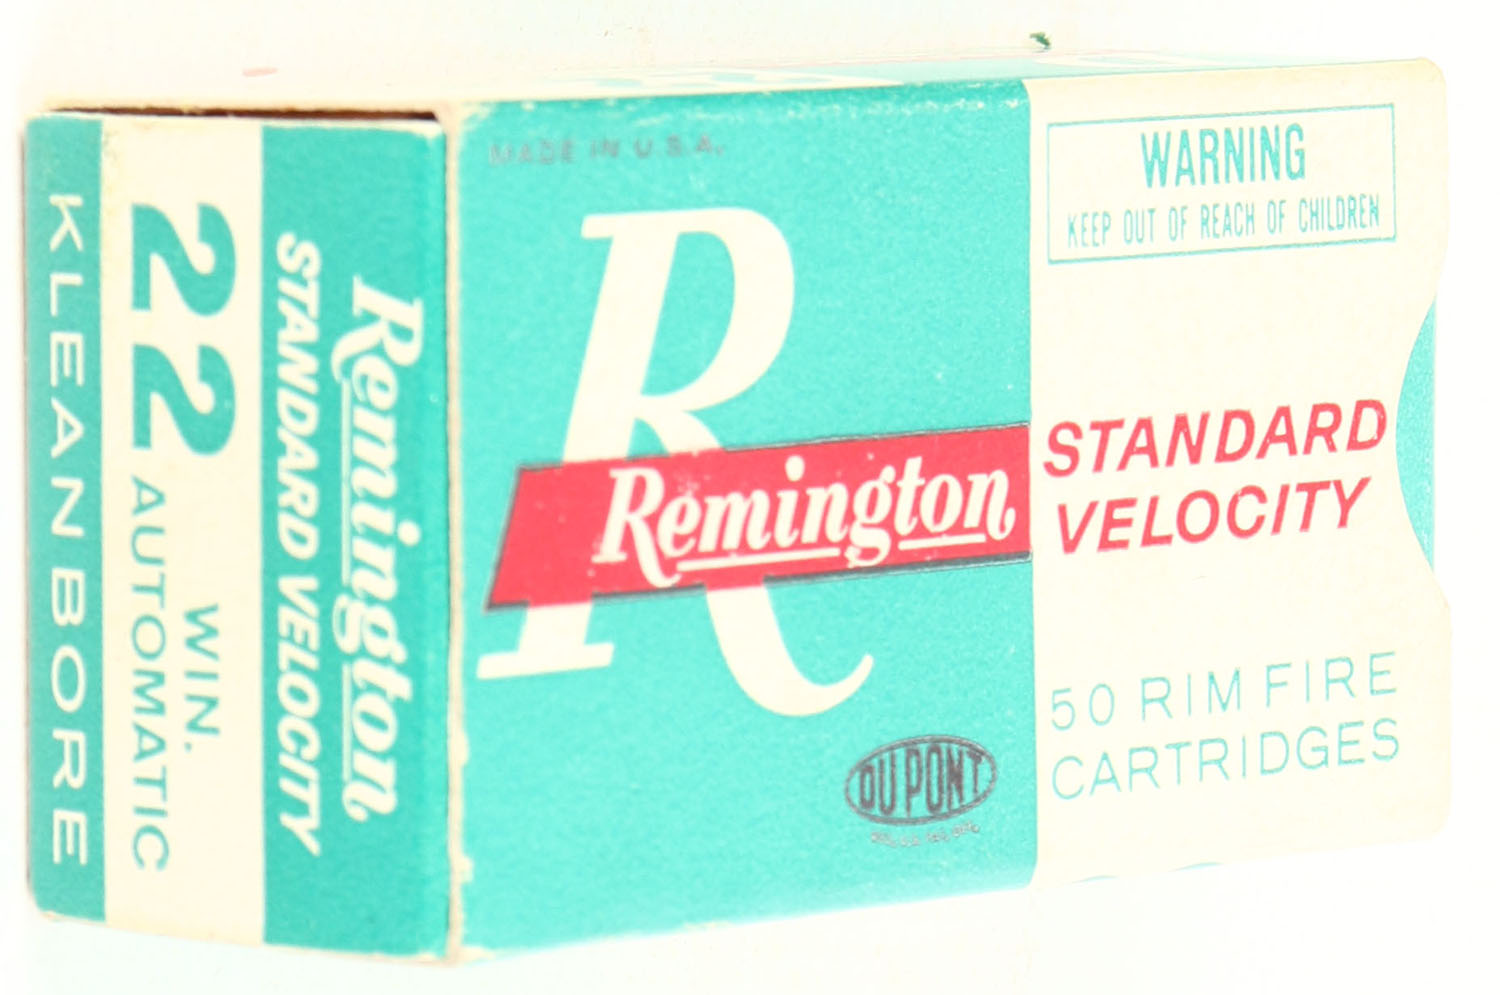 Remington
STANDARD VELOCITY
22 WIN.
AUTOMATIC
KLEANBORE
MADE IN U.S.A.
R
Remington
DU PONT
WARNING
KEEP OUT OF REACH OF CHILDREN
STANDARD
VELOCITY
50 RIM FIRE
CARTRIDGES